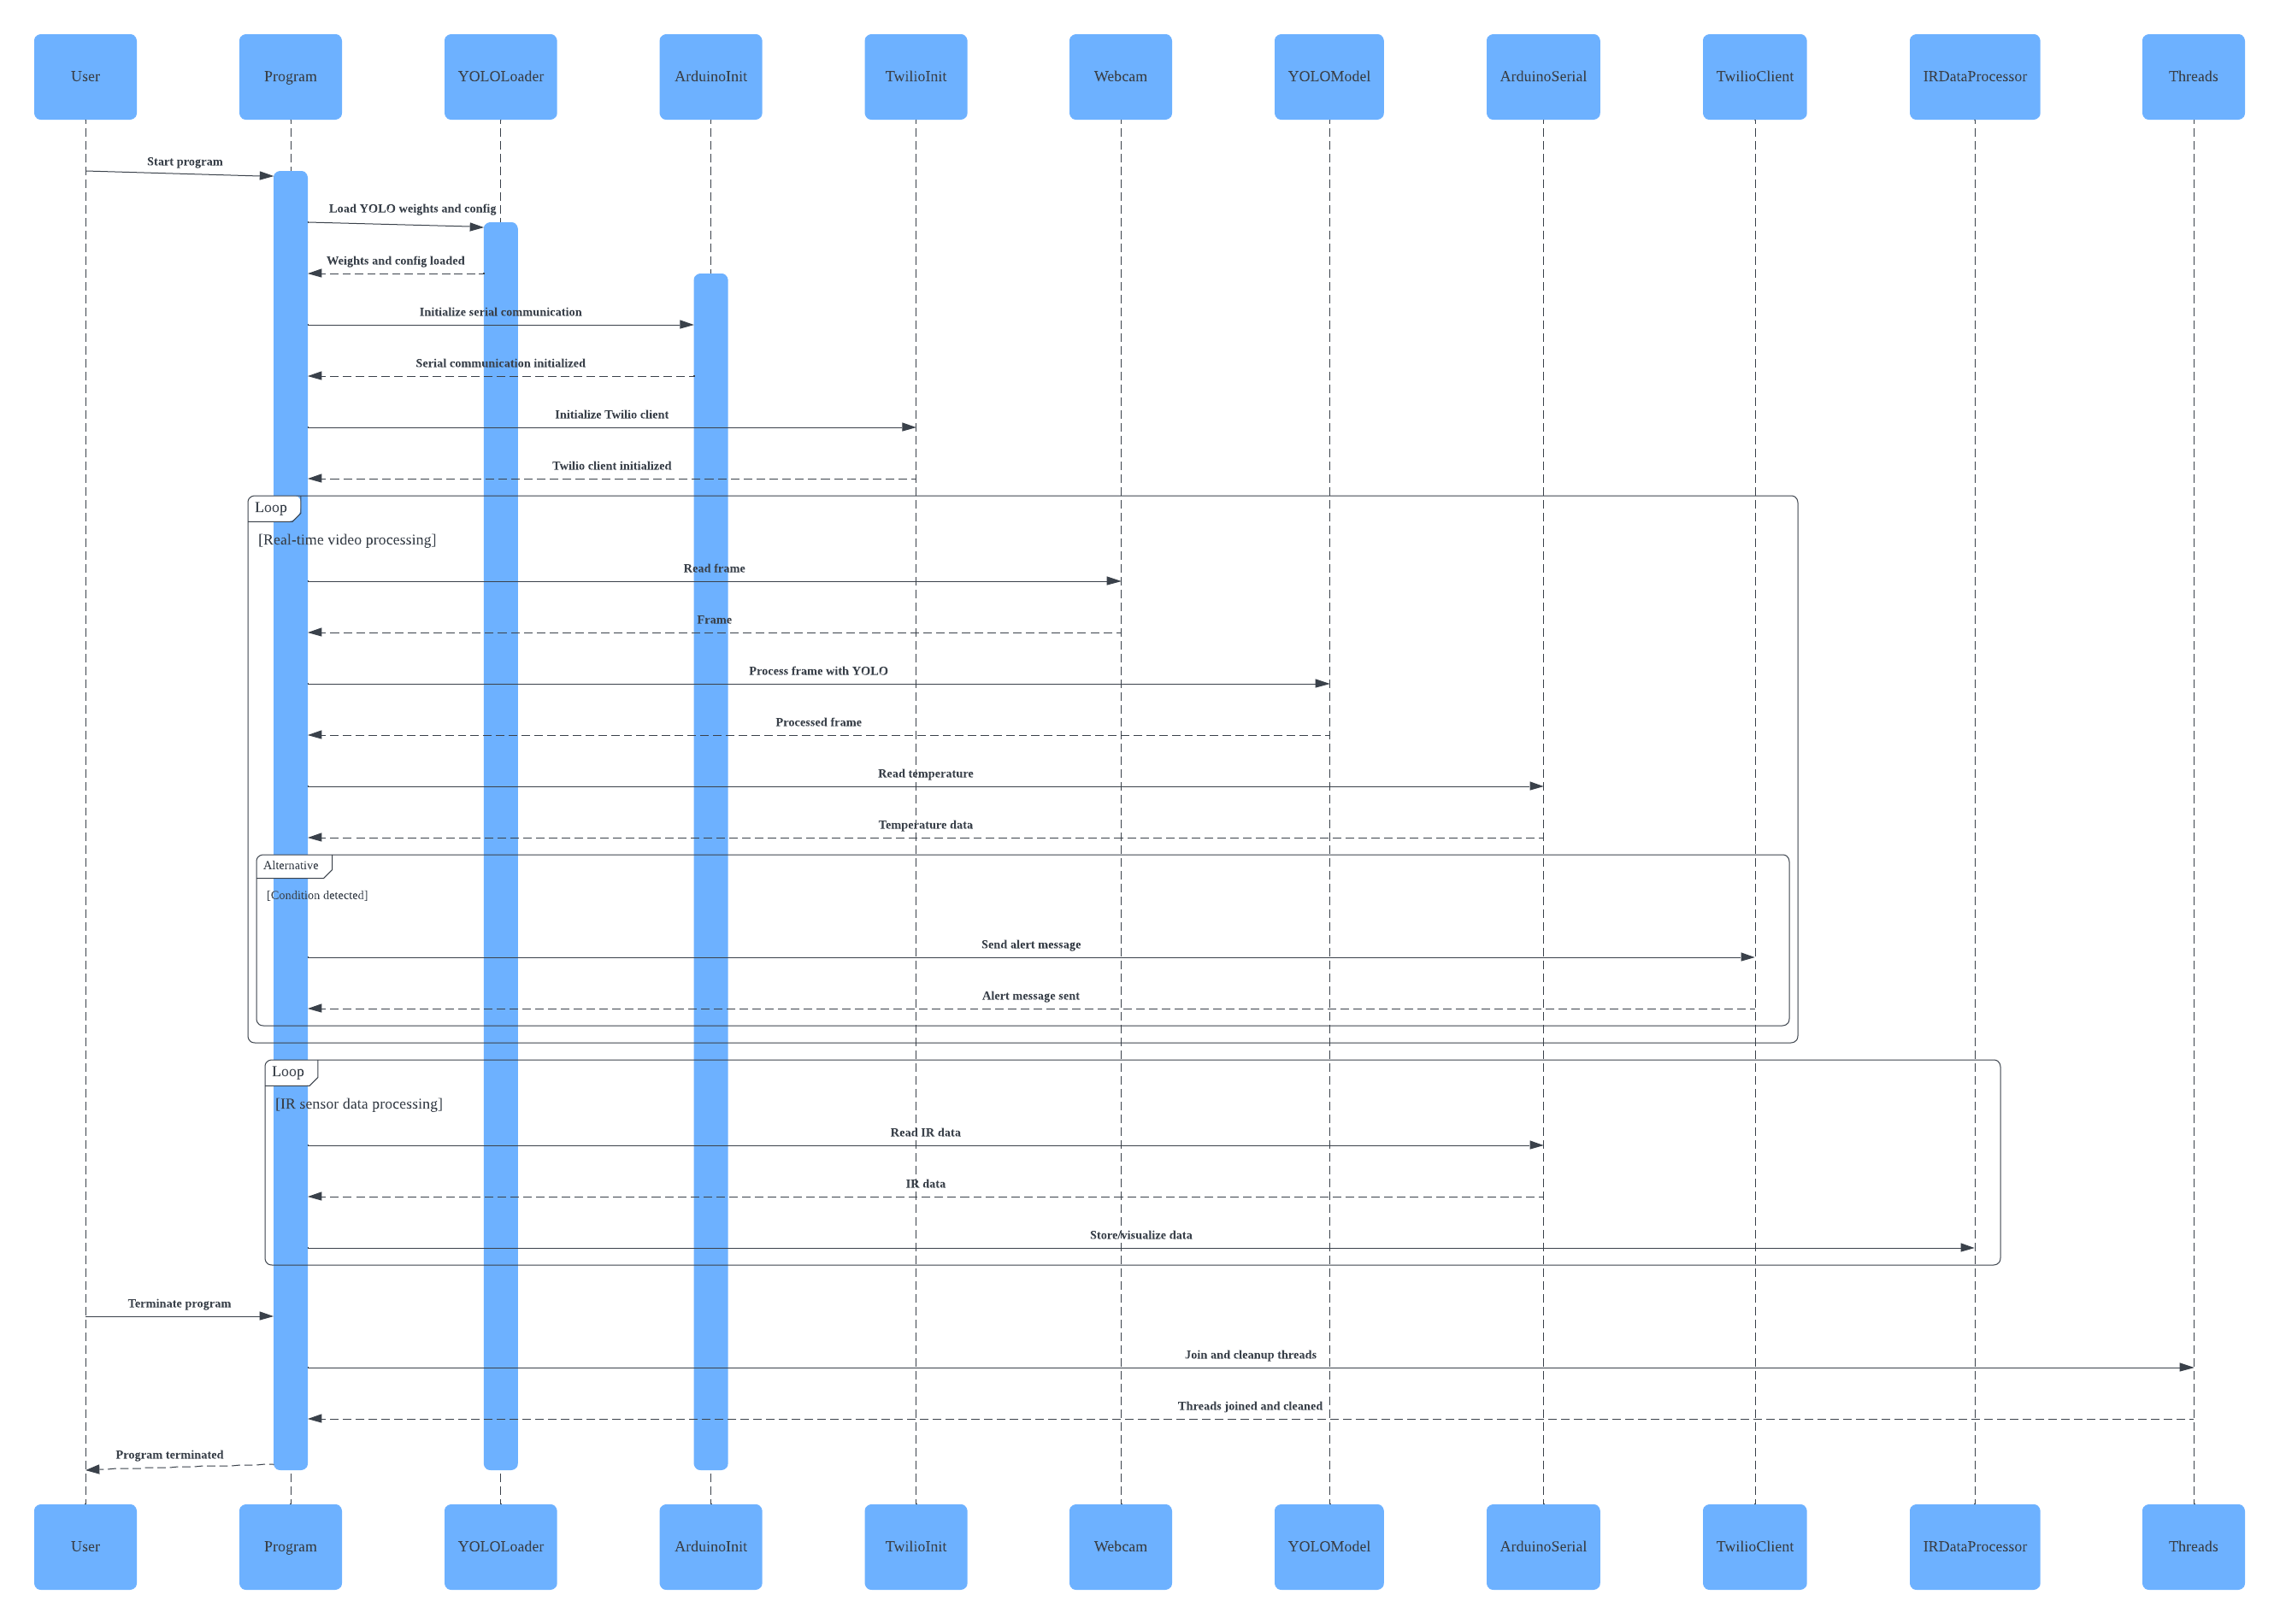 User
Program
YOLOLoader
ArduinoInit
TwilioInit
Webcam
YOLOModel
ArduinoSerial
TwilioClient
IRDataProcessor
Threads
Start program
Load YOLO weights and config
Weights and config loaded
Initialize serial communication
Serial communication initialized
Initialize Twilio client
Twilio client initialized
Loop
[Real-time video processing]
Read frame
Frame
Process frame with YOLO
Processed frame
Read temperature
Temperature data
Alternative
[Condition detected]
Send alert message
Alert message sent
Loop
[IR sensor data processing]
Read IR data
IR data
Store/visualize data
Terminate program
Join and cleanup threads
Threads joined and cleaned
Program terminated
User
Program
YOLOLoader
ArduinoInit
TwilioInit
Webcam
YOLOModel
ArduinoSerial
TwilioClient
IRDataProcessor
Threads